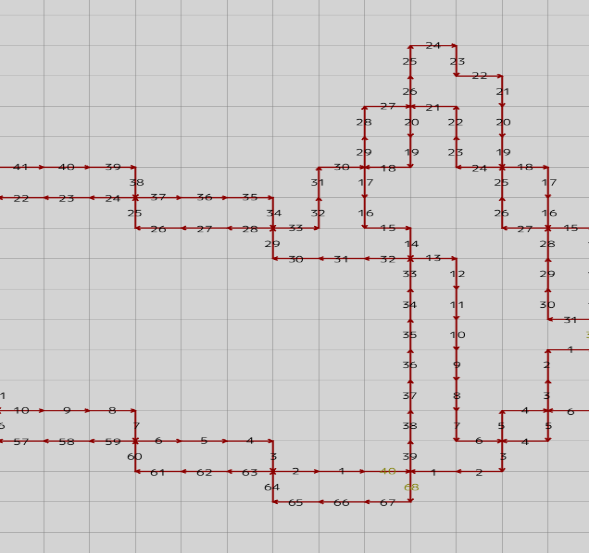 24
25 23
22
26 21
27 21
28 20 22 20
29 19 23 19
41 40 39 30 18 24 18
38 31 17 25 17
22 23 24 37 36 35
25 34 32 16 26 16
26 27 28 33 15 27 15
29 14 28
30 31 32 13
33 12 29
34 11 30
31
35 10
1
36 9 2
37 8 3
10 9 8 4 6
7 38 7 5 5
57 58 59 6 5 4 6 4
60 3 39 3
61 62 63 2 1 40 1 2
64 68
65 66 67